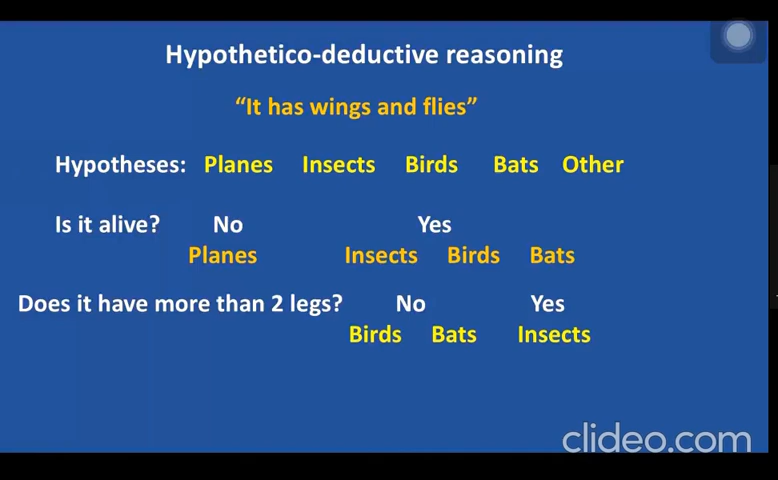 Hypothetico-deductive reasoning
“It has wings and flies”
Hypotheses: Planes Insects Birds Bats Other
Is it alive? No Yes
Planes Insects Birds Bats
Does it have more than 2 legs? No Yes
Birds Bats Insects
clideo.com